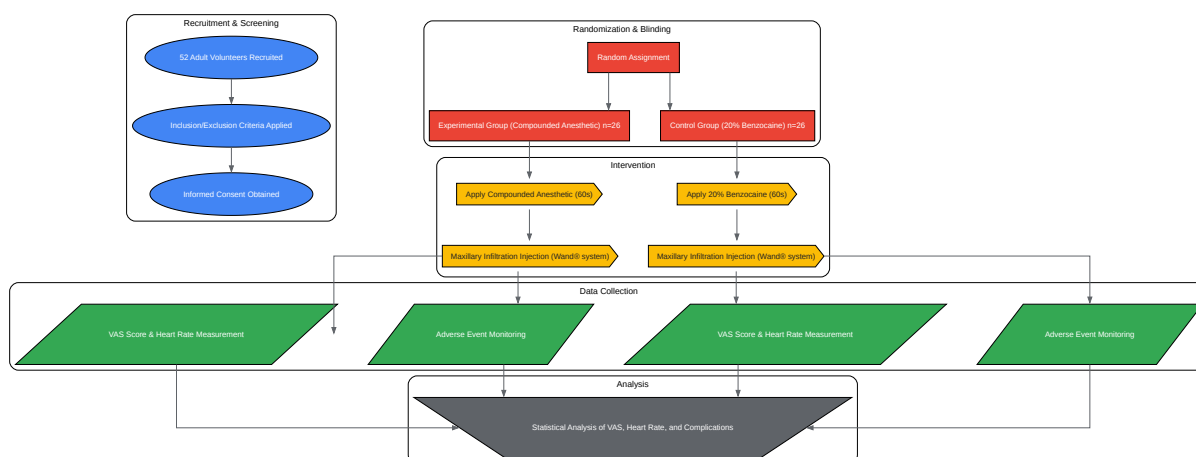 Recruitment & Screening
52 Adult Volunteers Recruited
Inclusion/Exclusion Criteria Applied
Informed Consent Obtained
Randomization & Blinding
Random Assignment
Experimental Group (Compounded Anesthetic) n=26
Control Group (20% Benzocaine) n=26
Intervention
Apply Compounded Anesthetic (60s)
Apply 20% Benzocaine (60s)
Maxillary Infiltration Injection (Wand® system)
Maxillary Infiltration Injection (Wand® system)
Data Collection
VAS Score & Heart Rate Measurement
Adverse Event Monitoring
VAS Score & Heart Rate Measurement
Adverse Event Monitoring
Analysis
Statistical Analysis of VAS, Heart Rate, and Complications